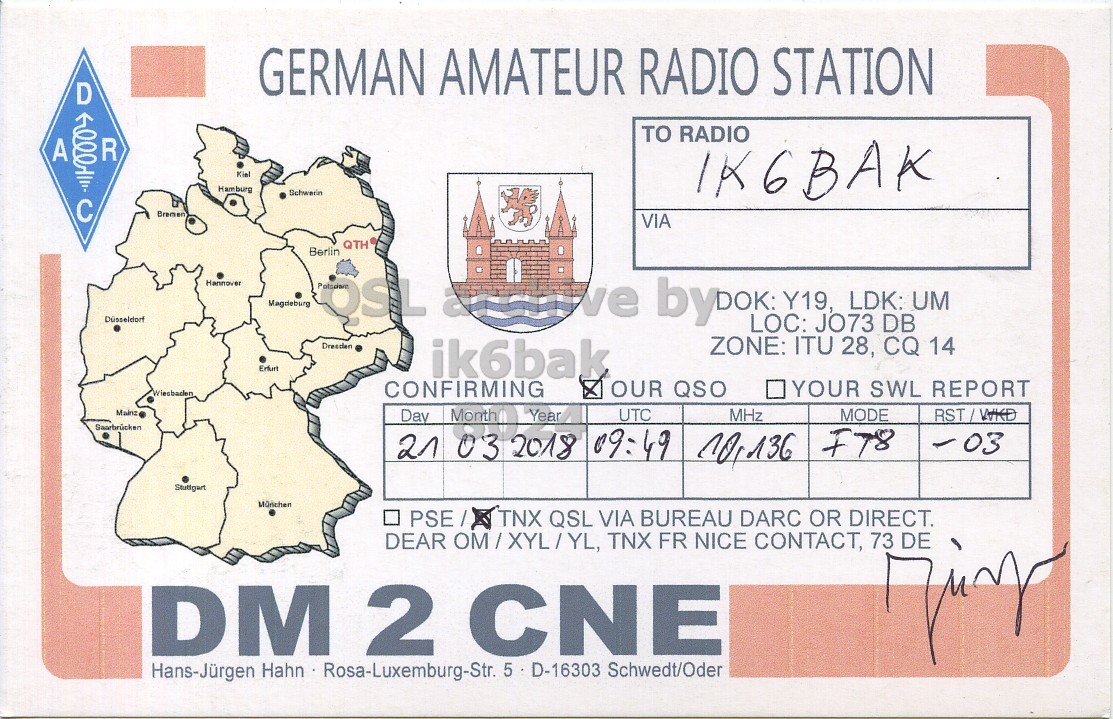 GERMAN AMATEUR RADIO STATION
D
A R
C
TO RADIO
IK6BAK
VIA
Kiel
Hamburg
Schwerin
Bremen
Berlin
QTH
Potsdam
Hannover
Magdeburg
Düsseldorf
Dresden
Erfurt
Wiesbaden
Mainz
Saarbrücken
Stuttgart
München
QSL archive by
ik6bak
6024
DOK: Y19, LDK: UM
LOC: JO73 DB
ZONE: ITU 28, CQ 14
CONFIRMING ☒ OUR QSO ☐ YOUR SWL REPORT
Day Month Year UTC MHz MODE RST / WKD
21 03 2018 09:49 10,136 FT8 -03
☐ PSE / ☒ TNX QSL VIA BUREAU DARC OR DIRECT.
DEAR OM / XYL / YL, TNX FR NICE CONTACT, 73 DE
DM 2 CNE
Hans-Jürgen Hahn · Rosa-Luxemburg-Str. 5 · D-16303 Schwedt/Oder